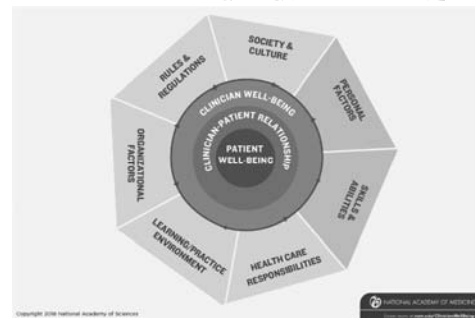 SOCIETY &
CULTURE
PERSONAL
FACTORS
SKILLS &
ABILITIES
HEALTH CARE
RESPONSIBILITIES
LEARNING/PRACTICE
ENVIRONMENT
ORGANIZATIONAL
FACTORS
RULES &
REGULATIONS
CLINICIAN WELL-BEING
CLINICIAN-PATIENT RELATIONSHIP
PATIENT
WELL-BEING
Copyright 2018 National Academy of Sciences
NATIONAL ACADEMY OF MEDICINE